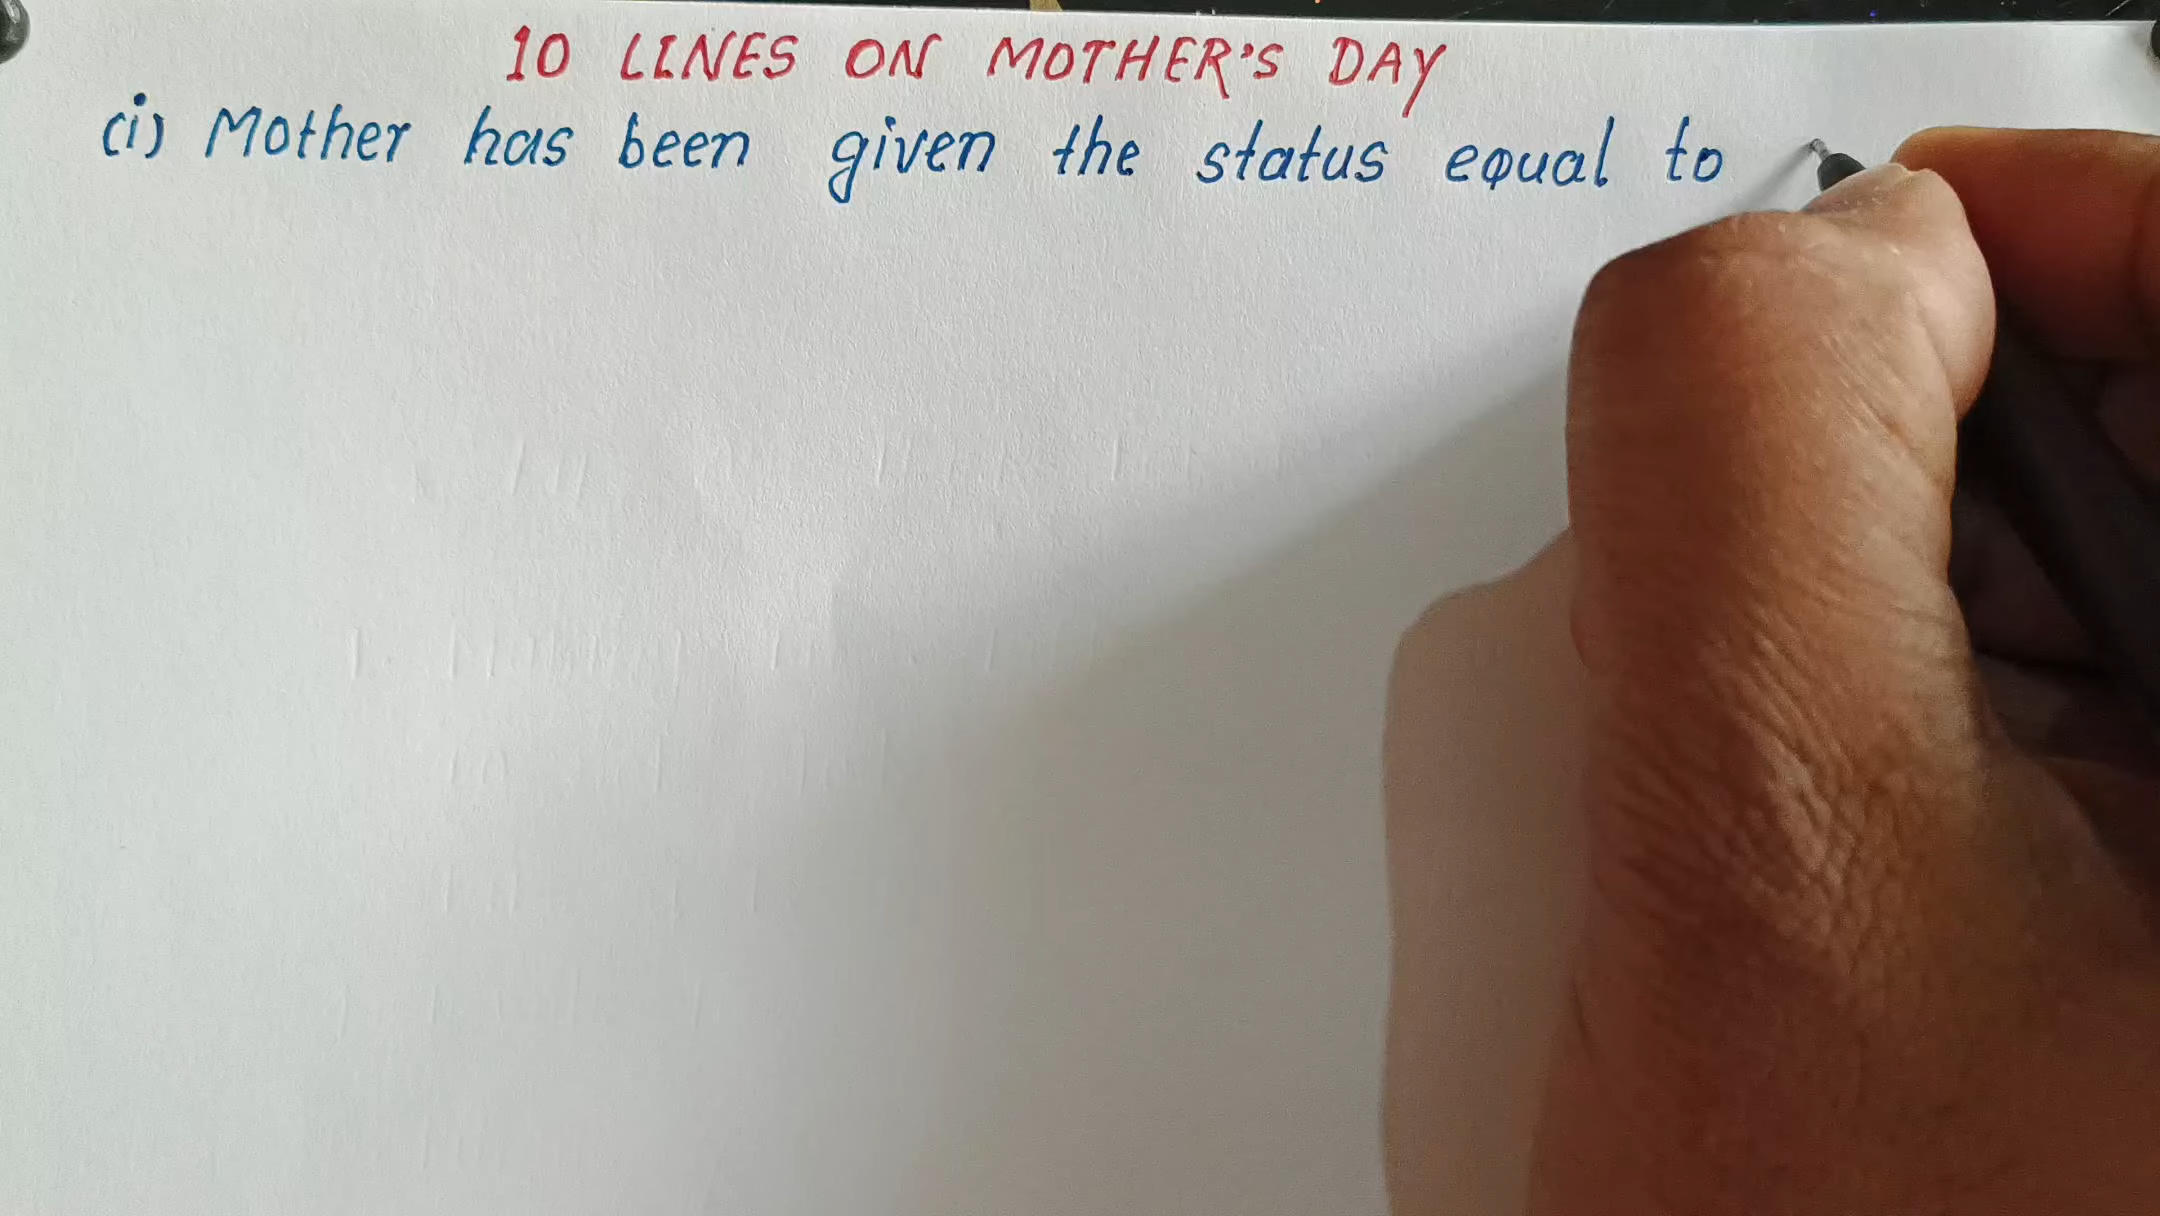 10 LINES ON MOTHER'S DAY
(i) Mother has been given the status equal to